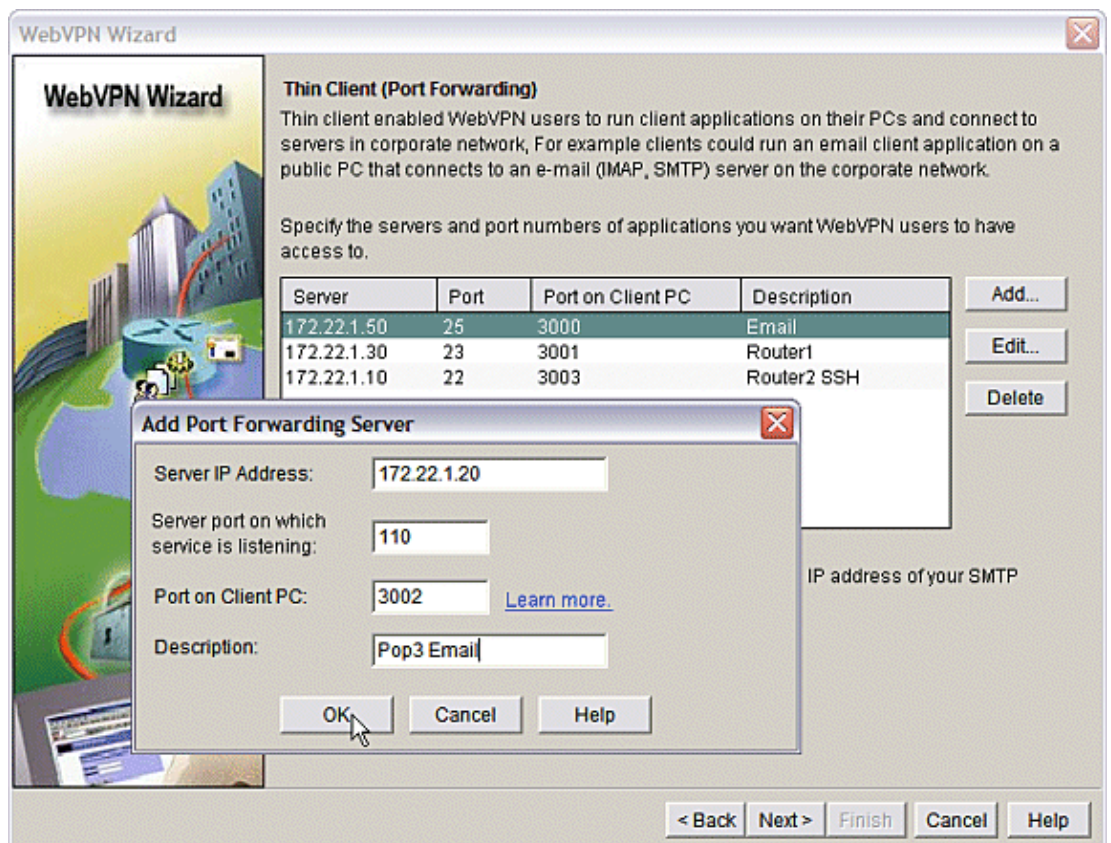 WebVPN Wizard
WebVPN Wizard
Thin Client (Port Forwarding)
Thin client enabled WebVPN users to run client applications on their PCs and connect to
servers in corporate network, For example clients could run an email client application on a
public PC that connects to an e-mail (IMAP, SMTP) server on the corporate network.
Specify the servers and port numbers of applications you want WebVPN users to have
access to.
Server Port Port on Client PC Description
172.22.1.50 25 3000 Email
172.22.1.30 23 3001 Router1
172.22.1.10 22 3003 Router2 SSH
Add...
Edit...
Delete
Add Port Forwarding Server
Server IP Address: 172.22.1.20
Server port on which
service is listening: 110
Port on Client PC: 3002 Learn more.
Description: Pop3 Email
OK Cancel Help
IP address of your SMTP
< Back Next > Finish Cancel Help